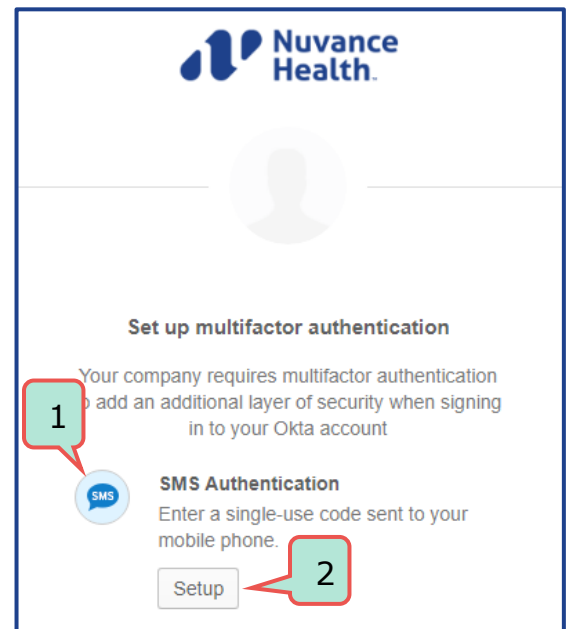 Nuvance
Health™
Set up multifactor authentication
Your company requires multifactor authentication
add an additional layer of security when signing
in to your Okta account
1
SMS
SMS Authentication
Enter a single-use code sent to your
mobile phone.
Setup
2